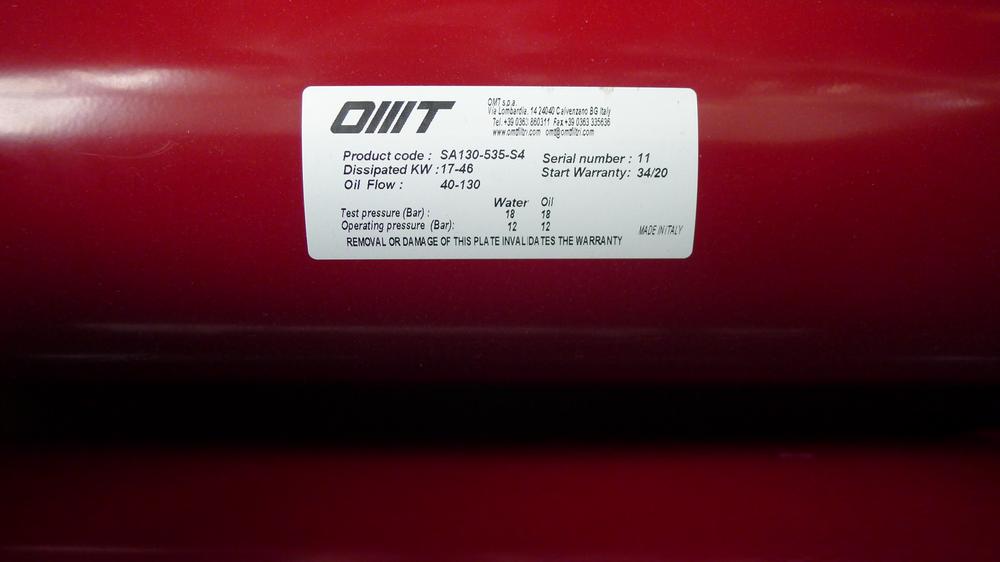 OMT
OMT s.p.a.
Via Lombardia, 14 24040 Calvenzano BG Italy
Tel. +39 0363 860311 Fax +39 0363 335636
www.omtfiltri.com omt@omtfiltri.com
Product code : SA130-535-S4
Serial number : 11
Dissipated KW :17-46
Start Warranty: 34/20
Oil Flow : 40-130
Water Oil
Test pressure (Bar) : 18 18
Operating pressure (Bar): 12 12
MADE IN ITALY
REMOVAL OR DAMAGE OF THIS PLATE INVALIDATES THE WARRANTY